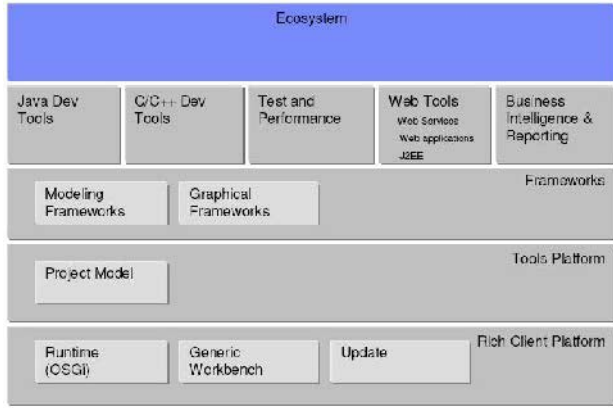 Ecosystem
Java Dev
Tools
C/C++ Dev
Tools
Test and
Performance
Web Tools
Web Services
Web applications
J2EE
Business
Intelligence &
Reporting
Frameworks
Modeling
Frameworks
Graphical
Frameworks
Tools Platform
Project Model
Rich Client Platform
Runtime
(OSGi)
Generic
Workbench
Update